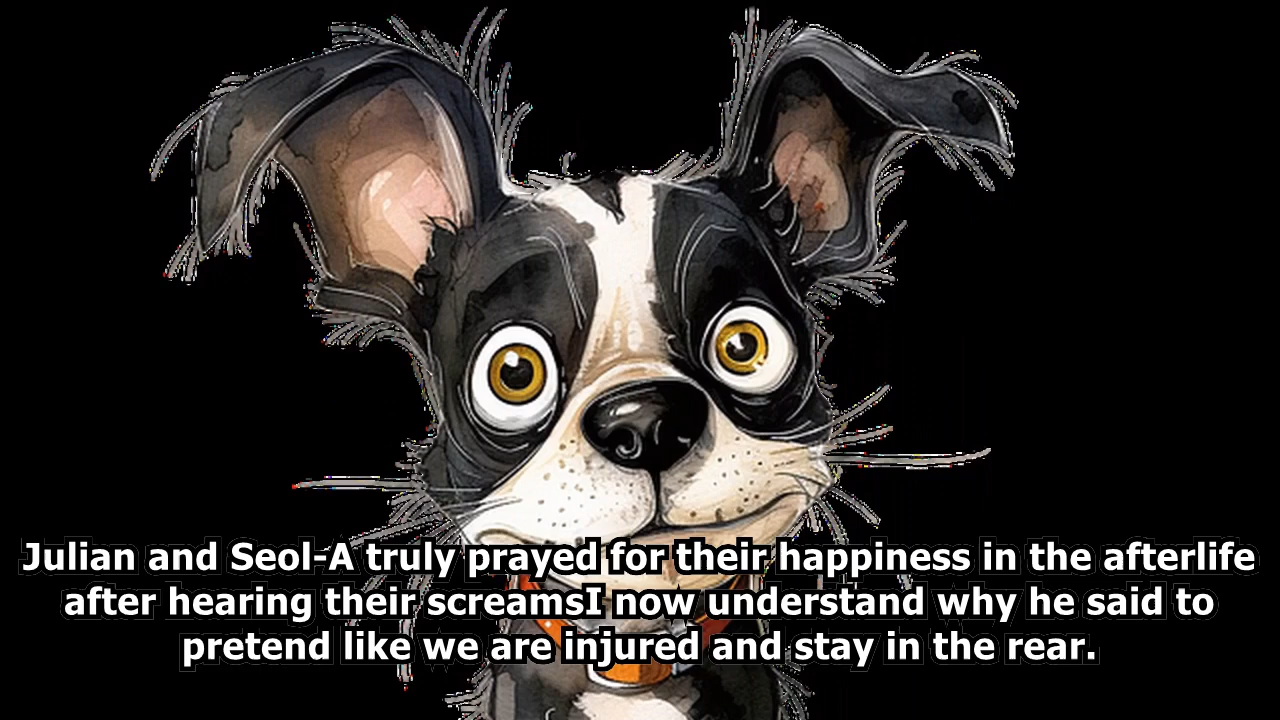 Julian and Seol-A truly prayed for their happiness in the afterlife
after hearing their screamsI now understand why he said to
pretend like we are injured and stay in the rear.